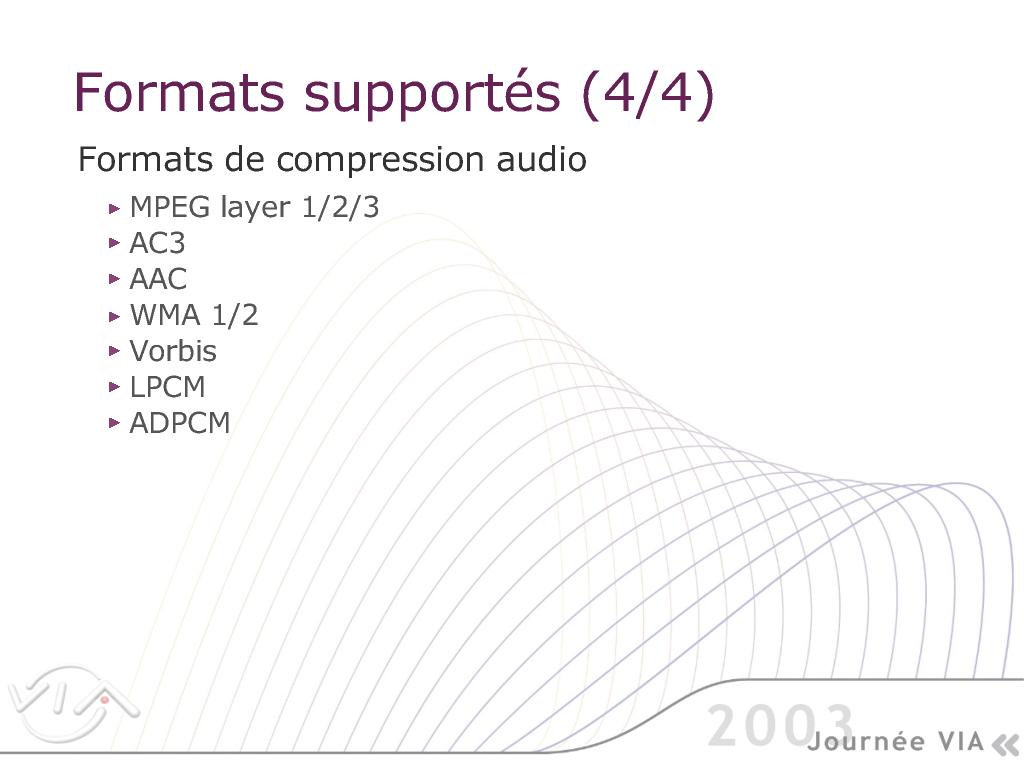 Formats supportés (4/4)
Formats de compression audio
MPEG layer 1/2/3
AC3
AAC
WMA 1/2
Vorbis
LPCM
ADPCM
VIA
2003
Journée VIA